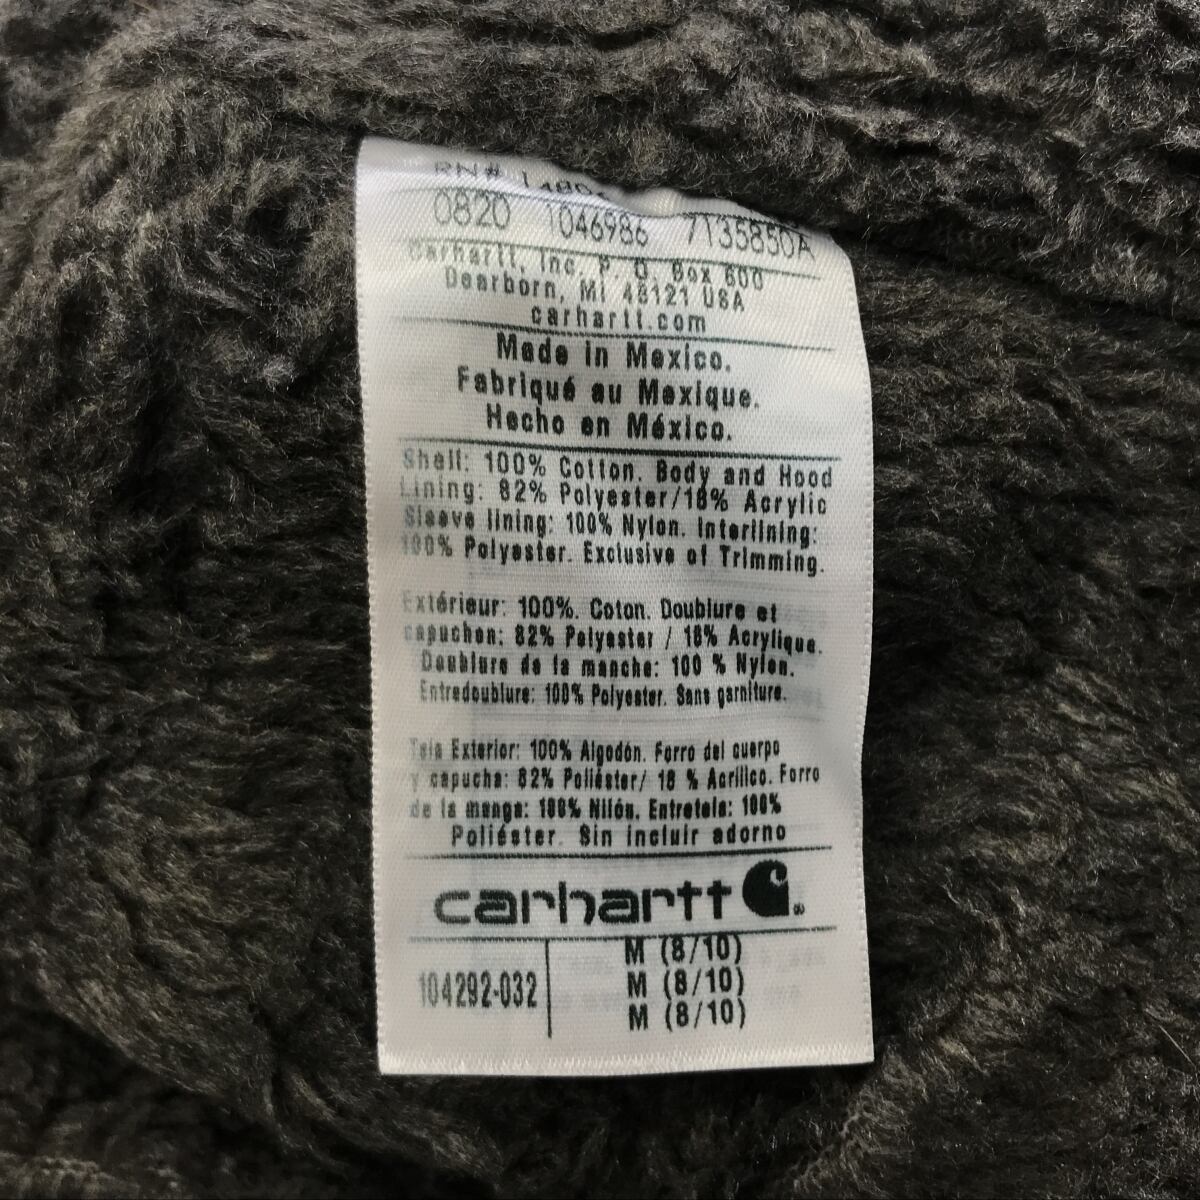 RN# 14806
0820 1046986 7135850A
Carhartt, Inc. P. O. Box 600
Dearborn, MI 48121 USA
carhartt.com
Made in Mexico.
Fabriqué au Mexique.
Hecho en México.
Shell: 100% Cotton. Body and Hood
Lining: 82% Polyester/18% Acrylic
Sleeve lining: 100% Nylon. Interlining:
100% Polyester. Exclusive of Trimming.
Extérieur: 100%. Coton. Doublure et
capuchon: 82% Polyester / 18% Acrylique.
Doublure de la manche: 100 % Nylon.
Entredoublure: 100% Polyester. Sans garniture.
Tela Exterior: 100% Algodón. Forro del cuerpo
y capucha: 82% Poliéster/ 18 % Acrílico. Forro
de la manga: 100% Nilón. Entretela: 100%
Poliéster. Sin incluir adorno
carhartt
104292-032
M (8/10)
M (8/10)
M (8/10)